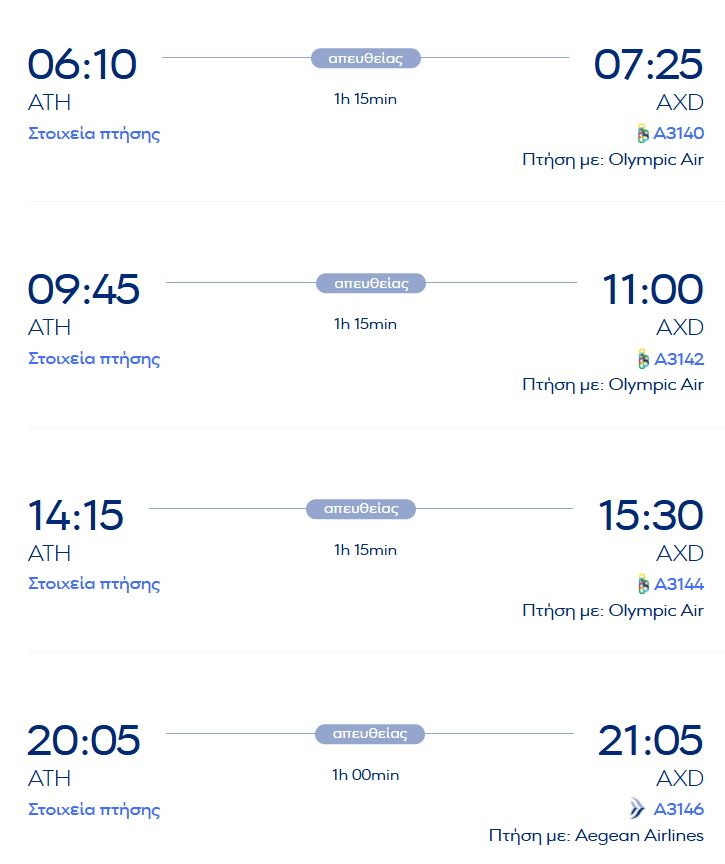 06:10 απευθείας 07:25
ATH 1h 15min AXD
Στοιχεία πτήσης A3140
Πτήση με: Olympic Air
09:45 απευθείας 11:00
ATH 1h 15min AXD
Στοιχεία πτήσης A3142
Πτήση με: Olympic Air
14:15 απευθείας 15:30
ATH 1h 15min AXD
Στοιχεία πτήσης A3144
Πτήση με: Olympic Air
20:05 απευθείας 21:05
ATH 1h 00min AXD
Στοιχεία πτήσης A3146
Πτήση με: Aegean Airlines